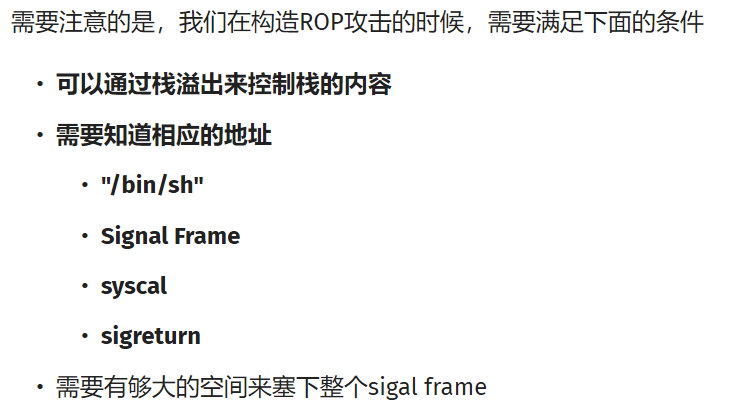 需要注意的是，我们在构造ROP攻击的时候，需要满足下面的条件
• 可以通过栈溢出来控制栈的内容
• 需要知道相应的地址
• "/bin/sh"
• Signal Frame
• syscal
• sigreturn
• 需要有够大的空间来塞下整个sigal frame